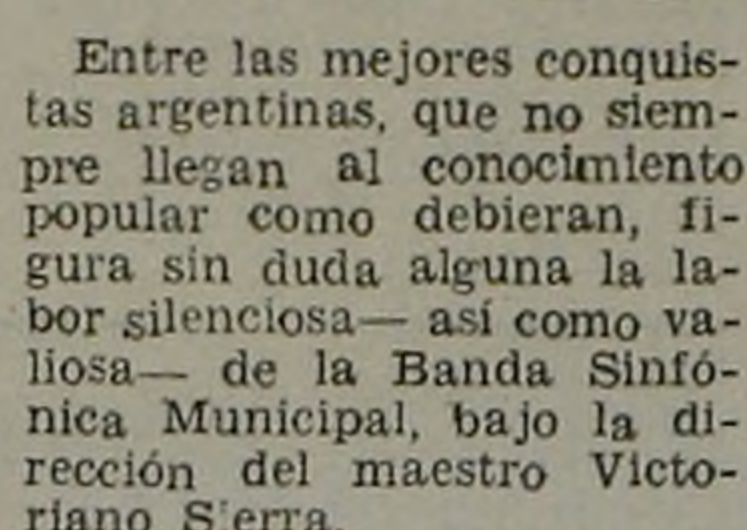 Entre las mejores conquis-
tas argentinas, que no siem-
pre llegan al conocimiento
popular como debieran, fi-
gura sin duda alguna la la-
bor silenciosa— así como va-
liosa— de la Banda Sinfó-
nica Municipal, bajo la di-
rección del maestro Victo-
riano Sierra.